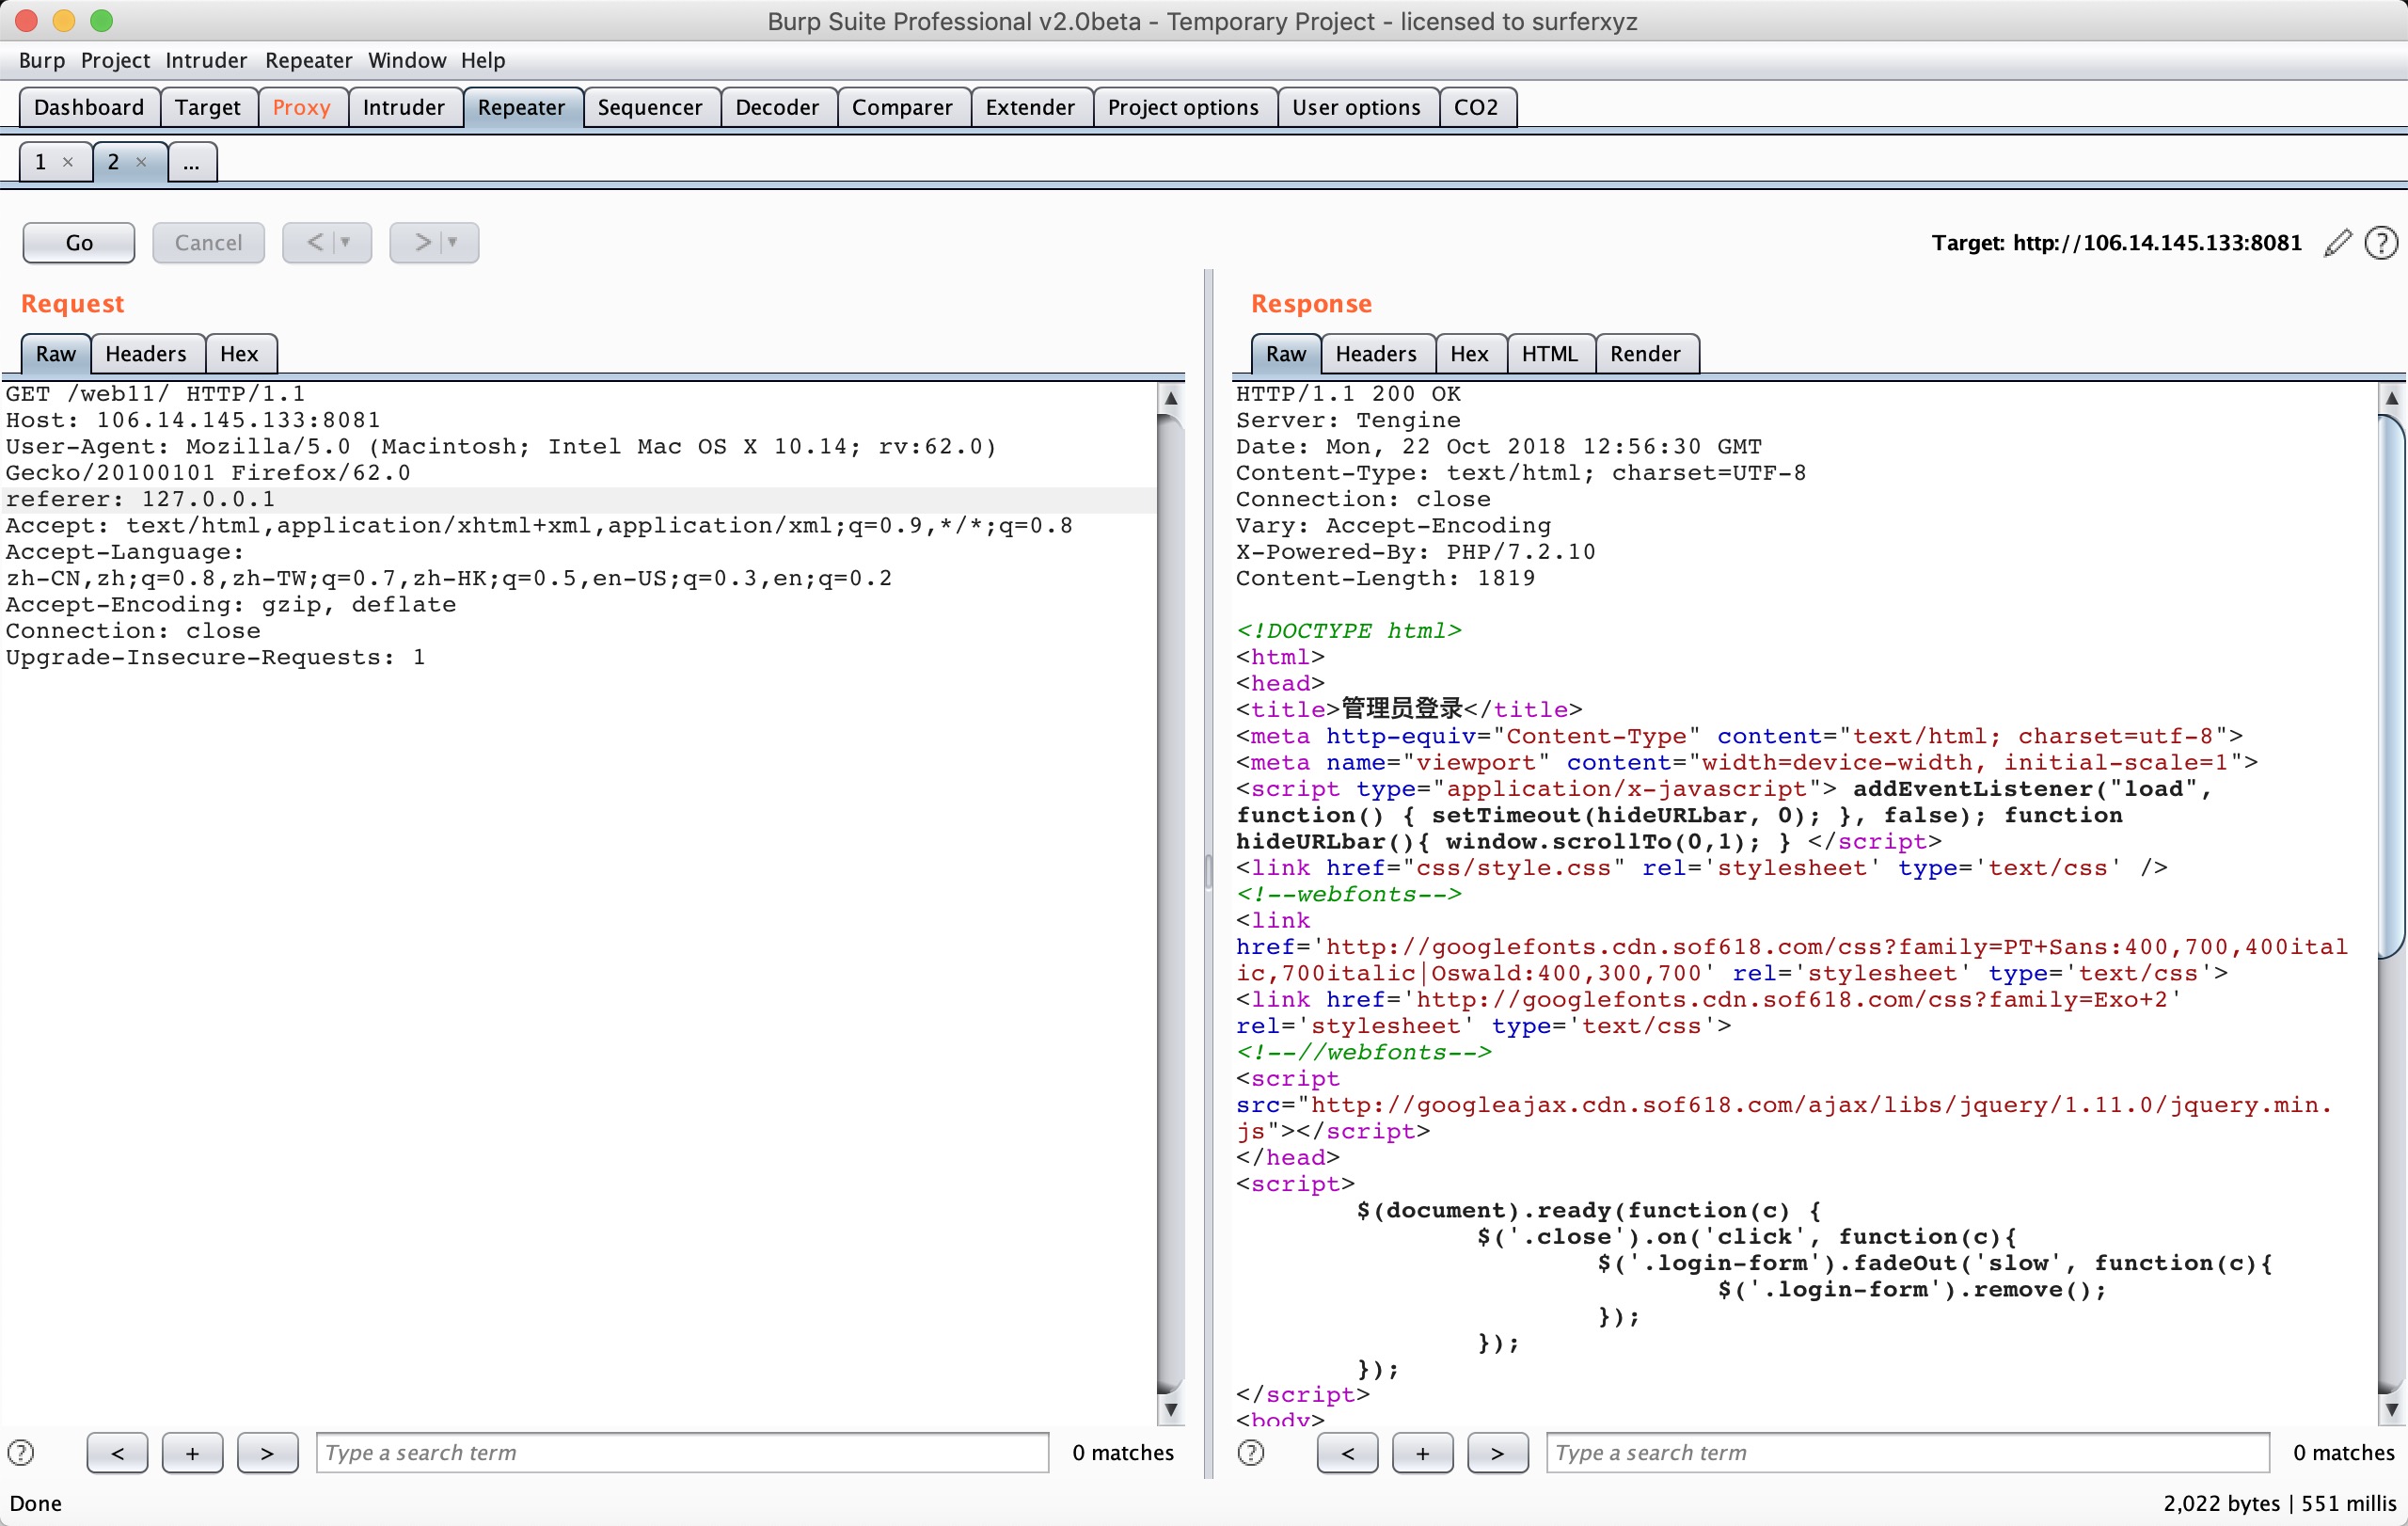 Burp Suite Professional v2.0beta - Temporary Project - licensed to surferxyz
Burp Project Intruder Repeater Window Help
Dashboard Target Proxy Intruder Repeater Sequencer Decoder Comparer Extender Project options User options CO2
1 × 2 × ...
Go Cancel < > Target: http://106.14.145.133:8081
Request
Raw Headers Hex
GET /web11/ HTTP/1.1
Host: 106.14.145.133:8081
User-Agent: Mozilla/5.0 (Macintosh; Intel Mac OS X 10.14; rv:62.0)
Gecko/20100101 Firefox/62.0
referer: 127.0.0.1
Accept: text/html,application/xhtml+xml,application/xml;q=0.9,*/*;q=0.8
Accept-Language:
zh-CN,zh;q=0.8,zh-TW;q=0.7,zh-HK;q=0.5,en-US;q=0.3,en;q=0.2
Accept-Encoding: gzip, deflate
Connection: close
Upgrade-Insecure-Requests: 1
< + > Type a search term 0 matches
Response
Raw Headers Hex HTML Render
HTTP/1.1 200 OK
Server: Tengine
Date: Mon, 22 Oct 2018 12:56:30 GMT
Content-Type: text/html; charset=UTF-8
Connection: close
Vary: Accept-Encoding
X-Powered-By: PHP/7.2.10
Content-Length: 1819
<!DOCTYPE html>
<html>
<head>
<title>管理员登录</title>
<meta http-equiv="Content-Type" content="text/html; charset=utf-8">
<meta name="viewport" content="width=device-width, initial-scale=1">
<script type="application/x-javascript"> addEventListener("load",
function() { setTimeout(hideURLbar, 0); }, false); function
hideURLbar(){ window.scrollTo(0,1); } </script>
<link href="css/style.css" rel='stylesheet' type='text/css' />
<!--webfonts-->
<link
href='http://googlefonts.cdn.sof618.com/css?family=PT+Sans:400,700,400ital
ic,700italic|Oswald:400,300,700' rel='stylesheet' type='text/css'>
<link href='http://googlefonts.cdn.sof618.com/css?family=Exo+2'
rel='stylesheet' type='text/css'>
<!--//webfonts-->
<script
src="http://googleajax.cdn.sof618.com/ajax/libs/jquery/1.11.0/jquery.min.
js"></script>
</head>
<script>
$(document).ready(function(c) {
$('.close').on('click', function(c){
$('.login-form').fadeOut('slow', function(c){
$('.login-form').remove();
});
});
});
</script>
<body>
< + > Type a search term 0 matches
Done 2,022 bytes | 551 millis